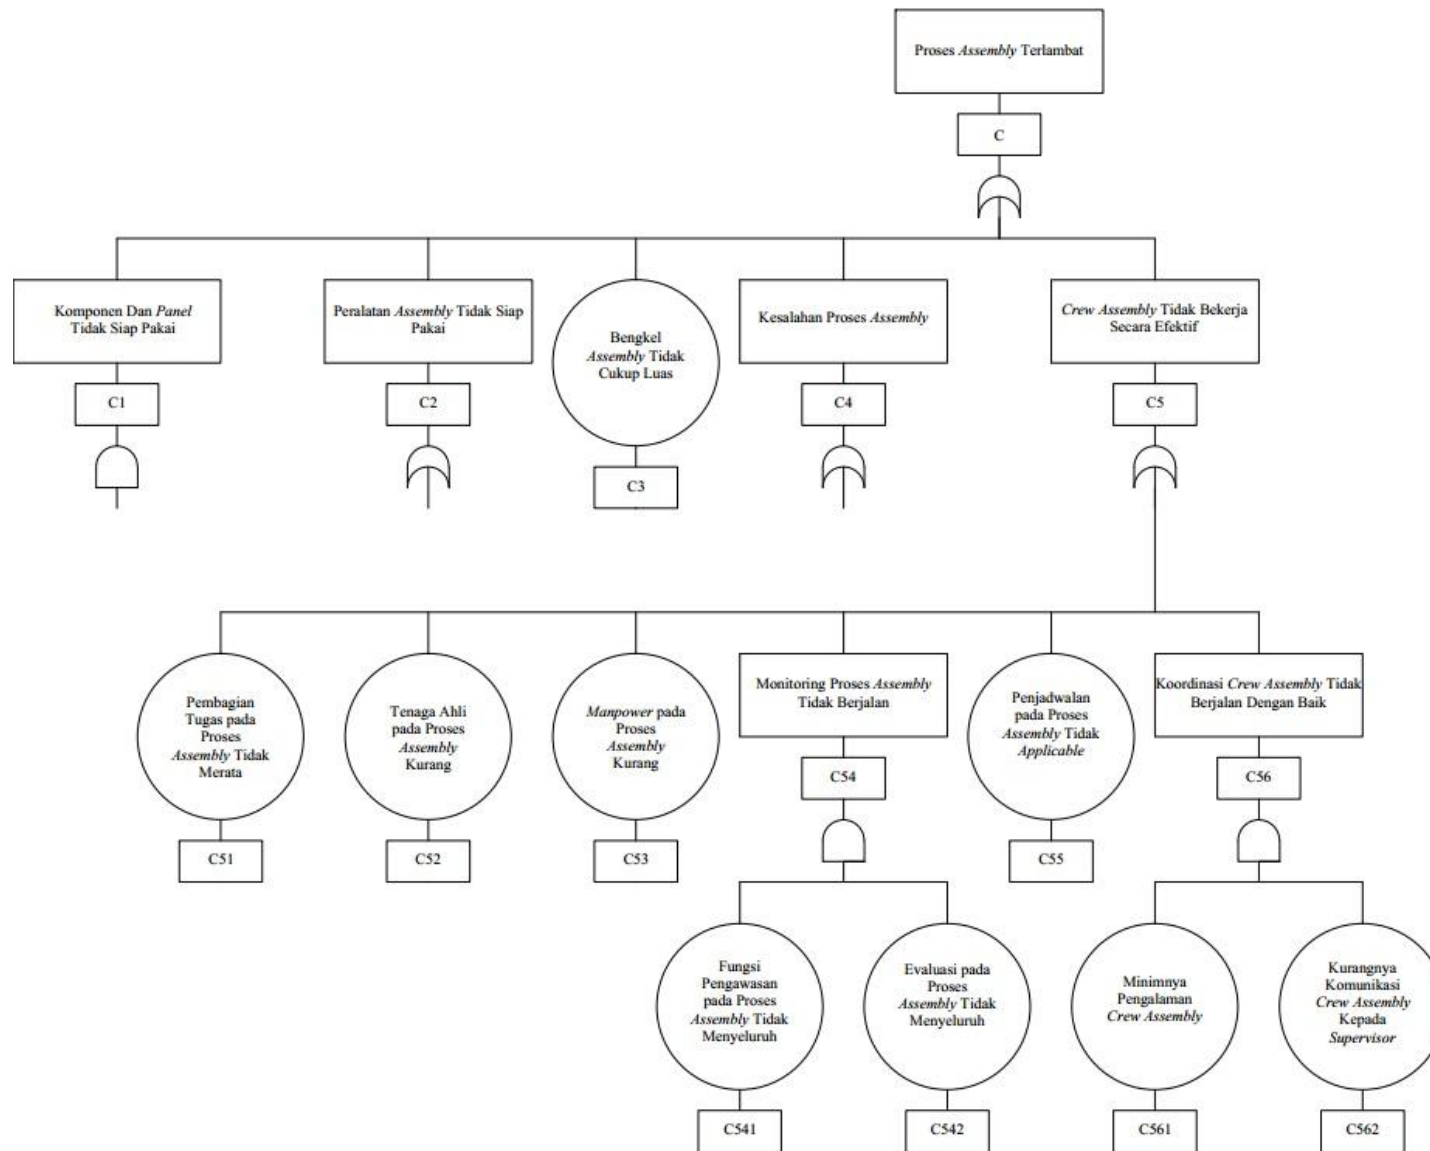 Proses Assembly Terlambat
C
Komponen Dan Panel
Tidak Siap Pakai
C1
Peralatan Assembly Tidak Siap
Pakai
C2
Bengkel
Assembly Tidak
Cukup Luas
C3
Kesalahan Proses Assembly
C4
Crew Assembly Tidak Bekerja
Secara Efektif
C5
Pembagian
Tugas pada
Proses
Assembly Tidak
Merata
C51
Tenaga Ahli
pada Proses
Assembly
Kurang
C52
Manpower pada
Proses
Assembly
Kurang
C53
Monitoring Proses Assembly
Tidak Berjalan
C54
Penjadwalan
pada Proses
Assembly Tidak
Applicable
C55
Koordinasi Crew Assembly Tidak
Berjalan Dengan Baik
C56
Fungsi
Pengawasan
pada Proses
Assembly Tidak
Menyeluruh
C541
Evaluasi pada
Proses
Assembly Tidak
Menyeluruh
C542
Minimnya
Pengalaman
Crew Assembly
C561
Kurangnya
Komunikasi
Crew Assembly
Kepada
Supervisor
C562